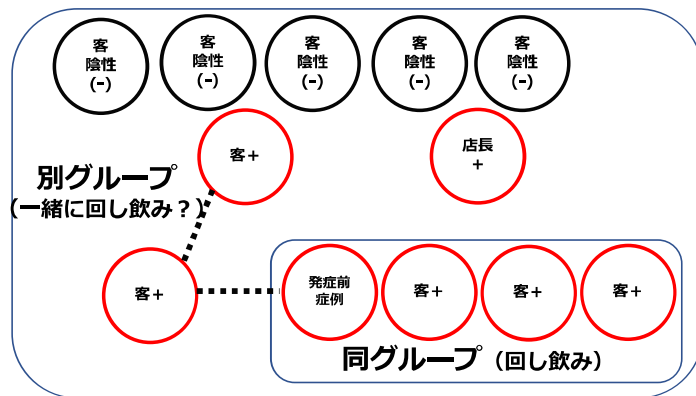 客
陰性
(-)
客
陰性
(-)
客
陰性
(-)
客
陰性
(-)
客
陰性
(-)
客＋
店長
＋
別グループ
（一緒に回し飲み？）
客＋
発症前
症例
客＋
客＋
客＋
同グループ（回し飲み）